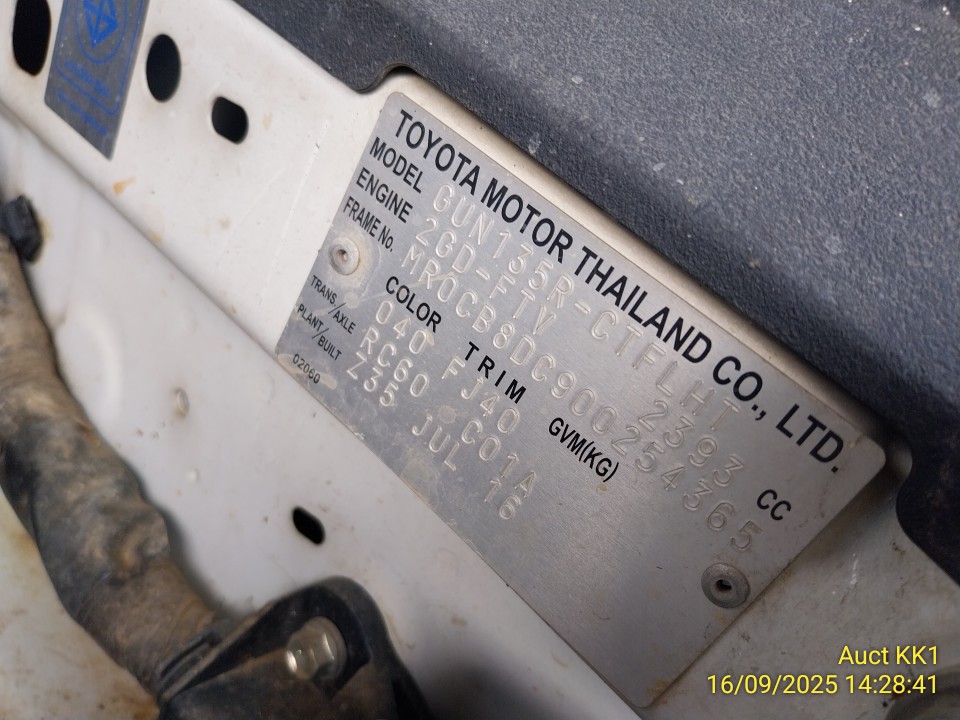 TOYOTA MOTOR THAILAND CO., LTD.
MODEL GUN135R-CTFLHT
ENGINE 2GD-FTV 2393 CC
FRAME No. MR0CB8DC900254365
COLOR TRIM GVM(KG)
040 FJ40
TRANS/AXLE RC60 C01A
PLANT/BUILT Z35 JUL 16
02060
Auct KK1
16/09/2025 14:28:41